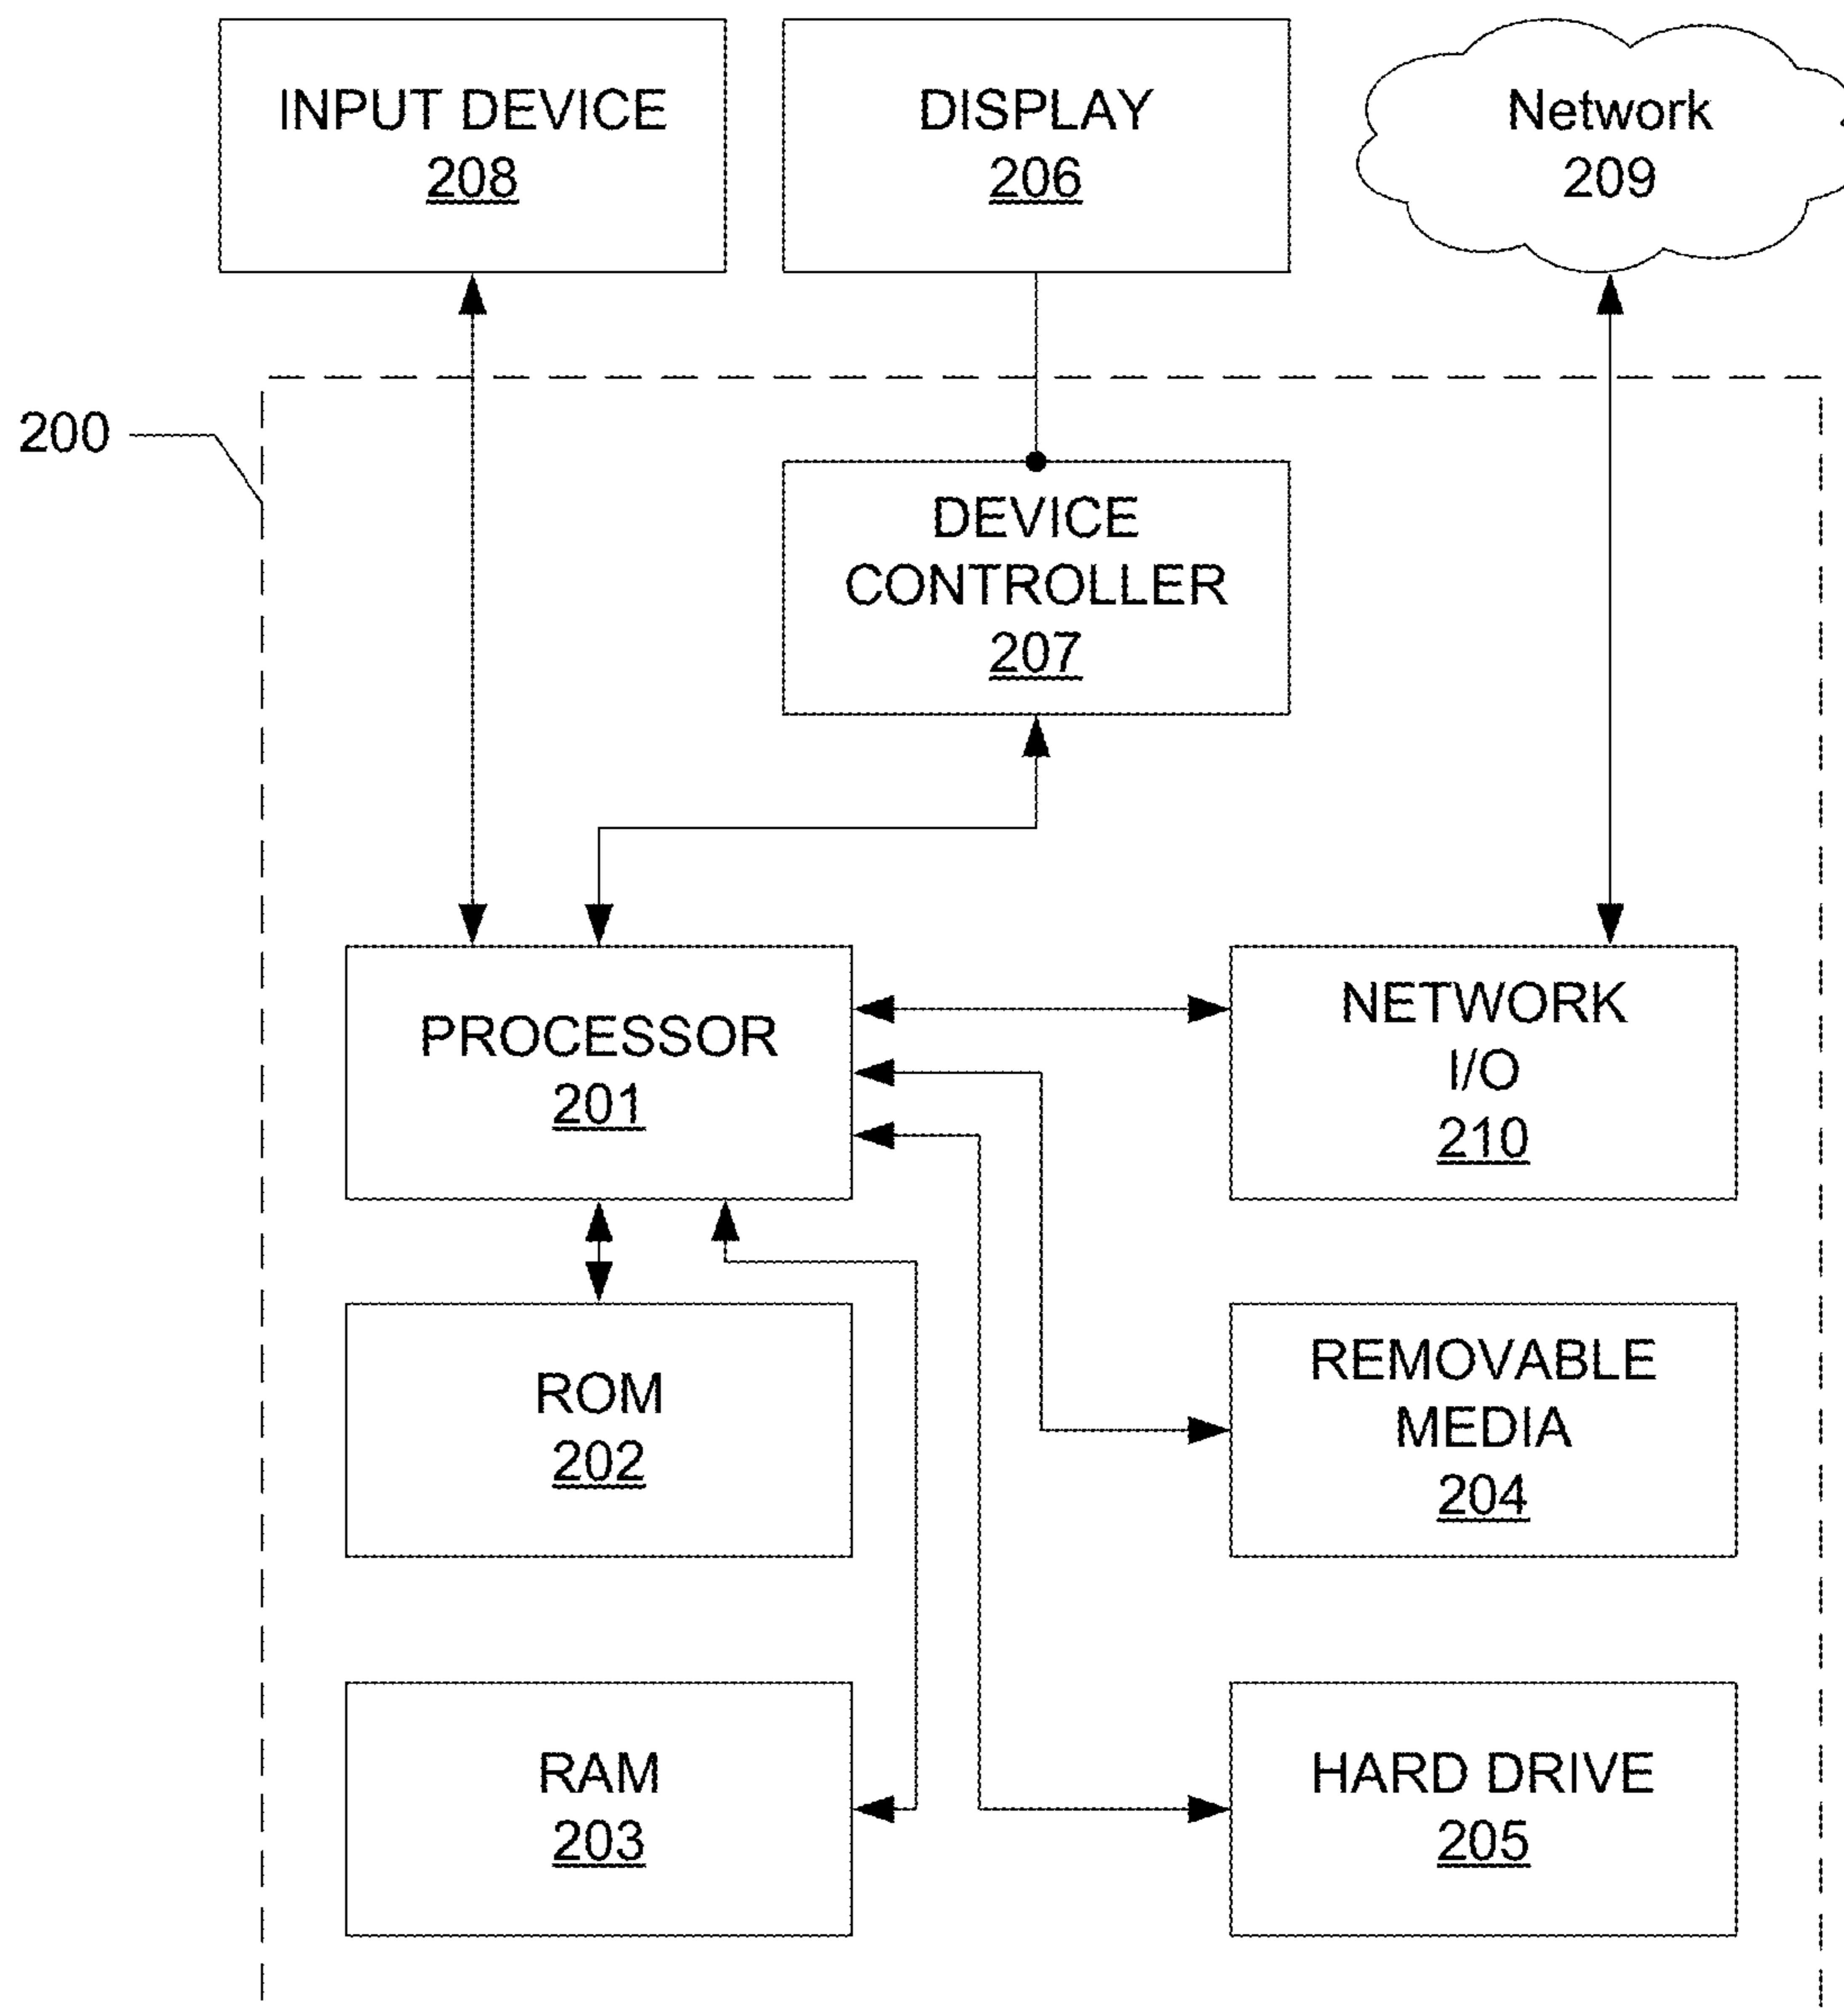 INPUT DEVICE
208
DISPLAY
206
Network
209
200
DEVICE
CONTROLLER
207
PROCESSOR
201
NETWORK
I/O
210
ROM
202
REMOVABLE
MEDIA
204
RAM
203
HARD DRIVE
205